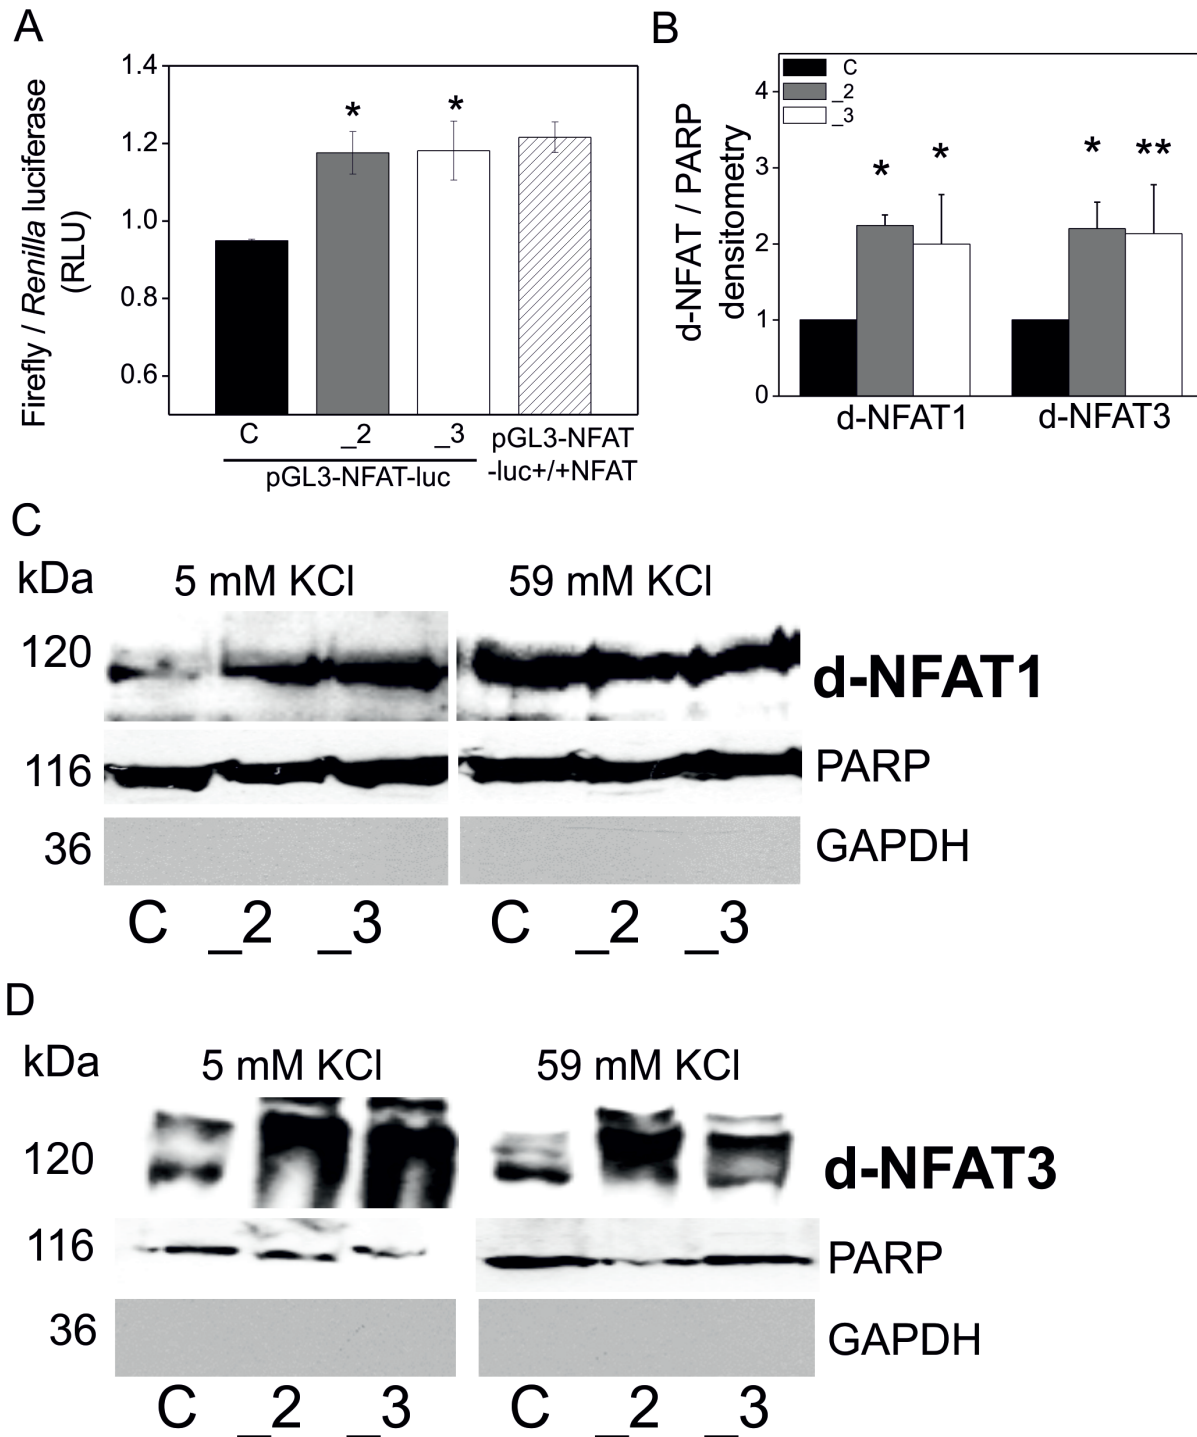 A
Firefly / Renilla luciferase
(RLU)
1.4
1.2
1.0
0.8
0.6
*
*
C
_2
_3
pGL3-NFAT-luc
pGL3-NFAT
-luc+/+NFAT
B
d-NFAT / PARP
densitometry
4
3
2
1
0
C
_2
_3
*
*
*
**
d-NFAT1
d-NFAT3
C
kDa
5 mM KCl
59 mM KCl
120
d-NFAT1
116
PARP
36
GAPDH
C _2 _3
C _2 _3
D
kDa
5 mM KCl
59 mM KCl
120
d-NFAT3
116
PARP
36
GAPDH
C _2 _3
C _2 _3